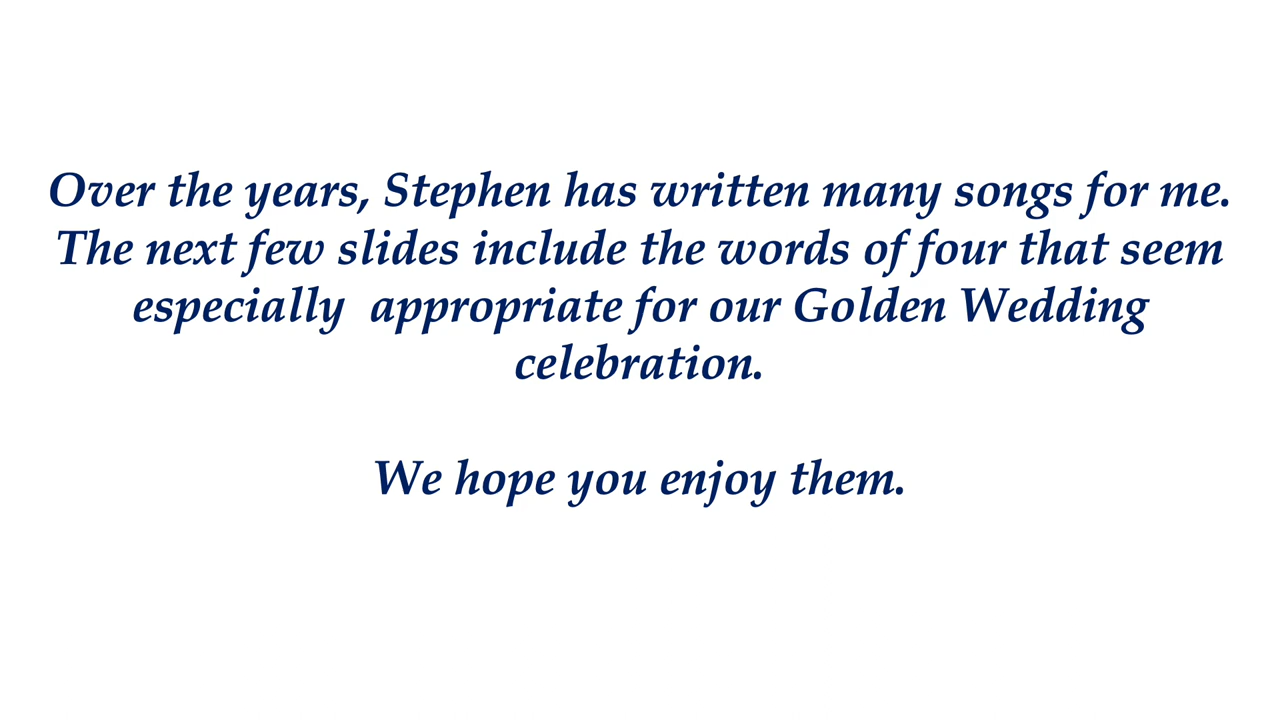 Over the years, Stephen has written many songs for me.
The next few slides include the words of four that seem
especially  appropriate for our Golden Wedding
celebration.
We hope you enjoy them.